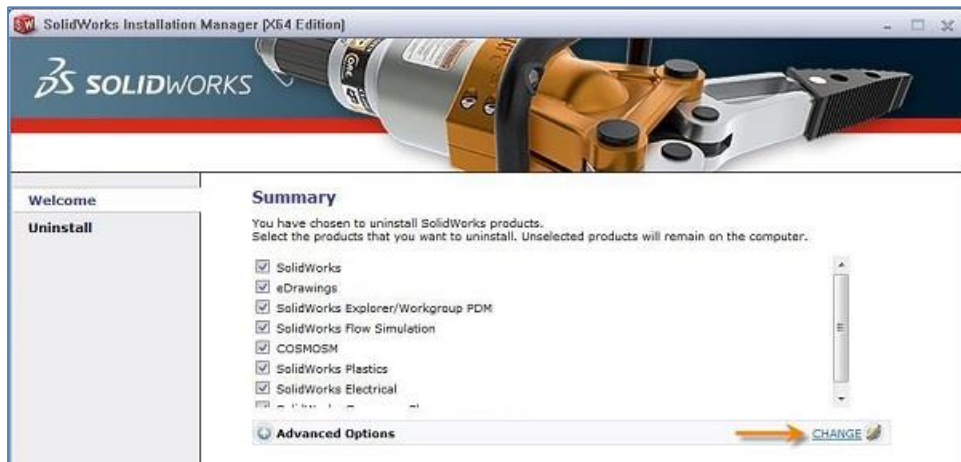 SolidWorks Installation Manager (X64 Edition)
SOLIDWORKS
Welcome
Uninstall
Summary
You have chosen to uninstall SolidWorks products.
Select the products that you want to uninstall. Unselected products will remain on the computer.
SolidWorks
eDrawings
SolidWorks Explorer/Workgroup PDM
SolidWorks Flow Simulation
COSMOSM
SolidWorks Plastics
SolidWorks Electrical
Advanced Options
CHANGE